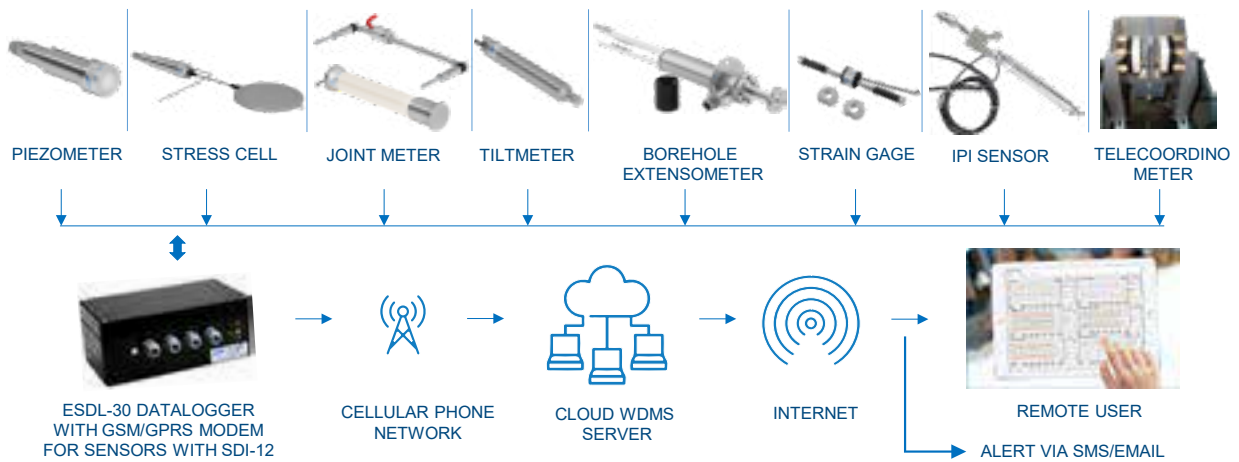 PIEZOMETER
STRESS CELL
JOINT METER
TILTMETER
BOREHOLE
EXTENSOMETER
STRAIN GAGE
IPI SENSOR
TELECOORDINO
METER
ESDL-30 DATALOGGER
WITH GSM/GPRS MODEM
FOR SENSORS WITH SDI-12
CELLULAR PHONE
NETWORK
CLOUD WDMS
SERVER
INTERNET
REMOTE USER
ALERT VIA SMS/EMAIL